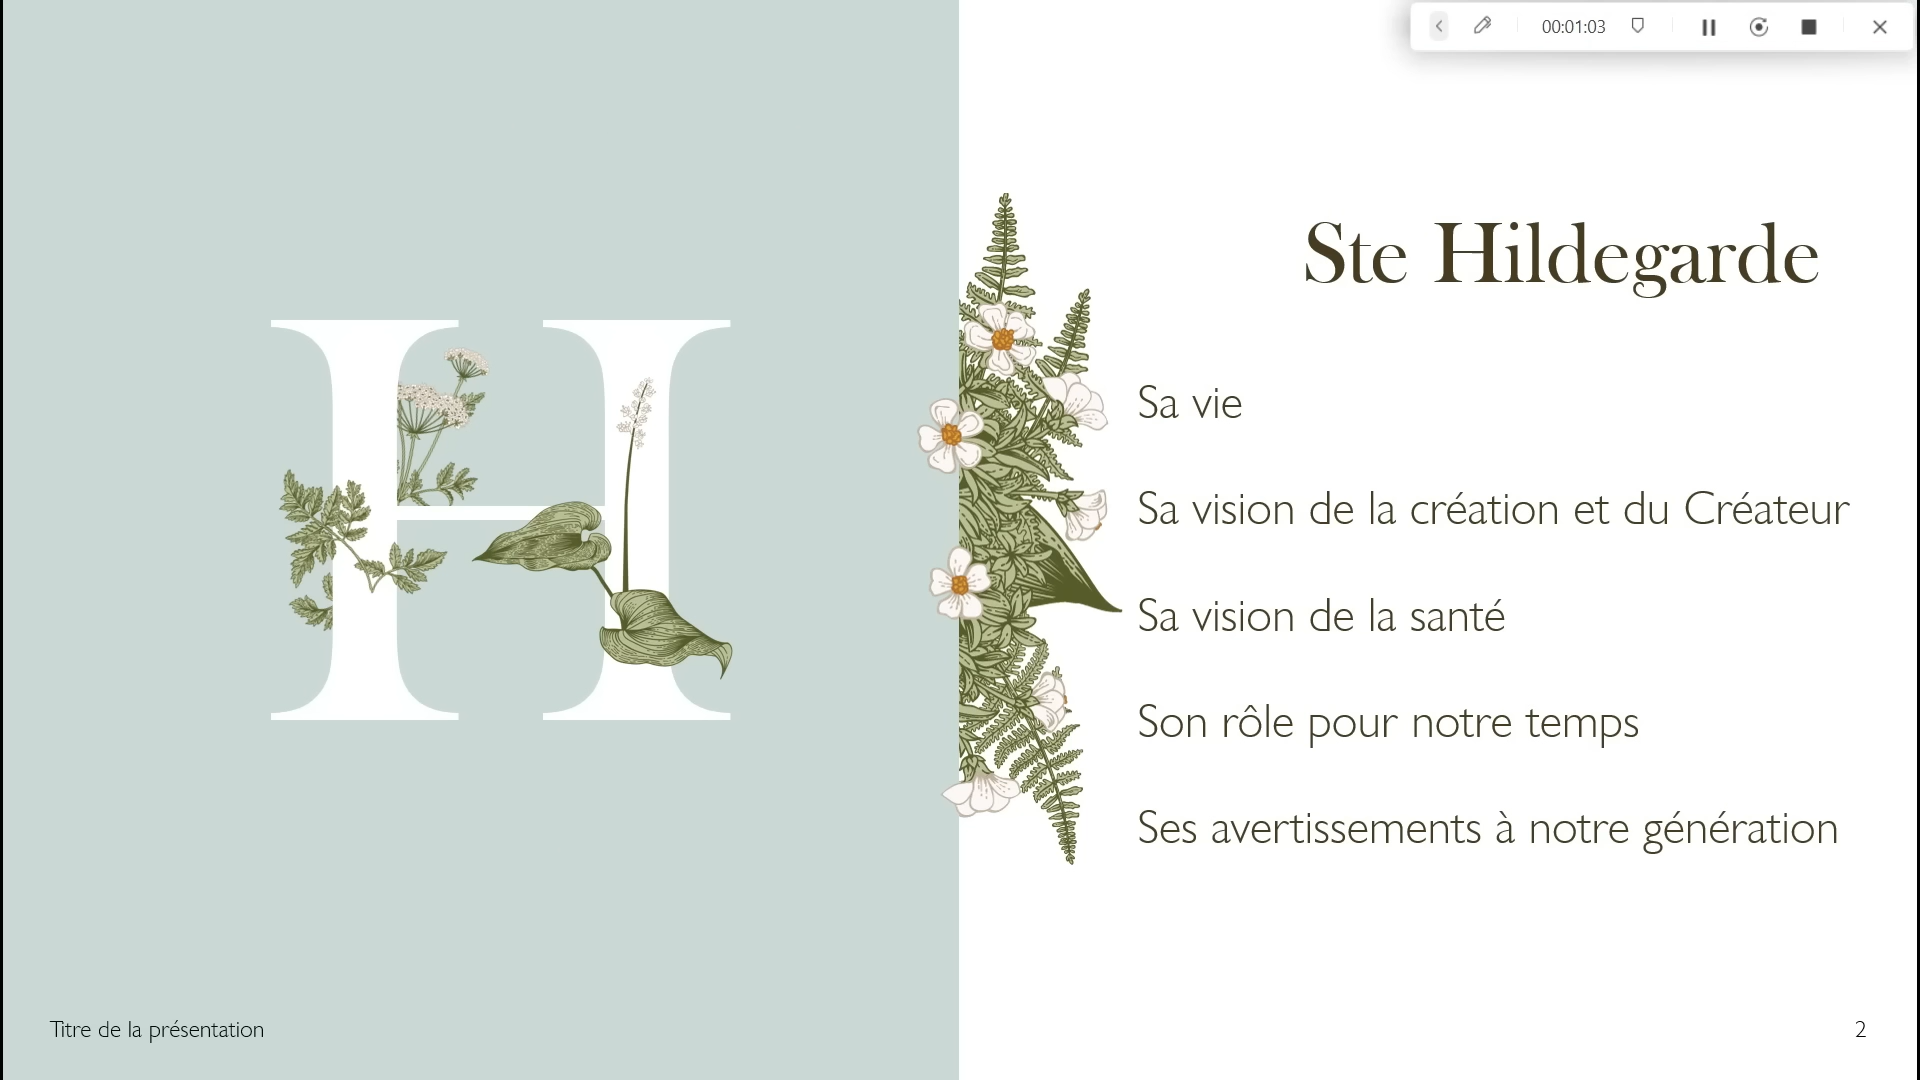 00:01:03
H
Ste Hildegarde
Sa vie
Sa vision de la création et du Créateur
Sa vision de la santé
Son rôle pour notre temps
Ses avertissements à notre génération
Titre de la présentation
2